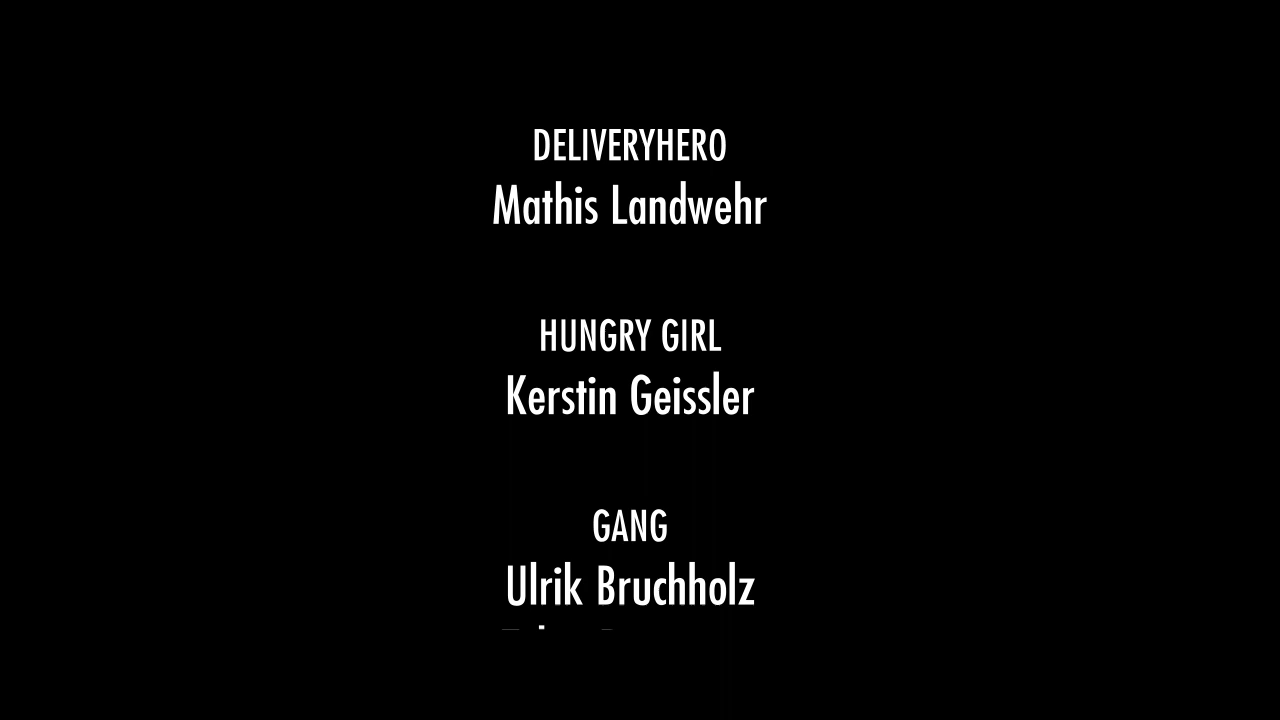 DELIVERYHERO
Mathis Landwehr
HUNGRY GIRL
Kerstin Geissler
GANG
Ulrik Bruchholz